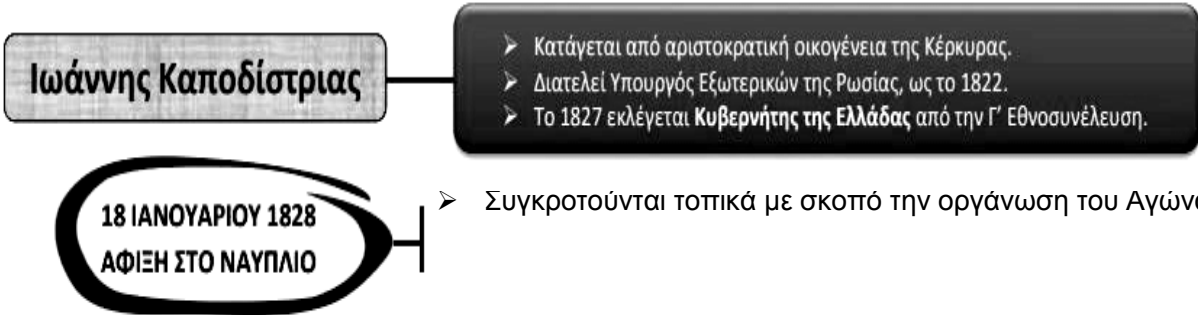 Ιωάννης Καποδίστριας
➤ Κατάγεται από αριστοκρατική οικογένεια της Κέρκυρας.
➤ Διατελεί Υπουργός Εξωτερικών της Ρωσίας, ως το 1822.
➤ Το 1827 εκλέγεται Κυβερνήτης της Ελλάδας από την Γ’ Εθνοσυνέλευση.
18 ΙΑΝΟΥΑΡΙΟΥ 1828
ΑΦΙΞΗ ΣΤΟ ΝΑΥΠΛΙΟ
➤ Συγκροτούνται τοπικά με σκοπό την οργάνωση του